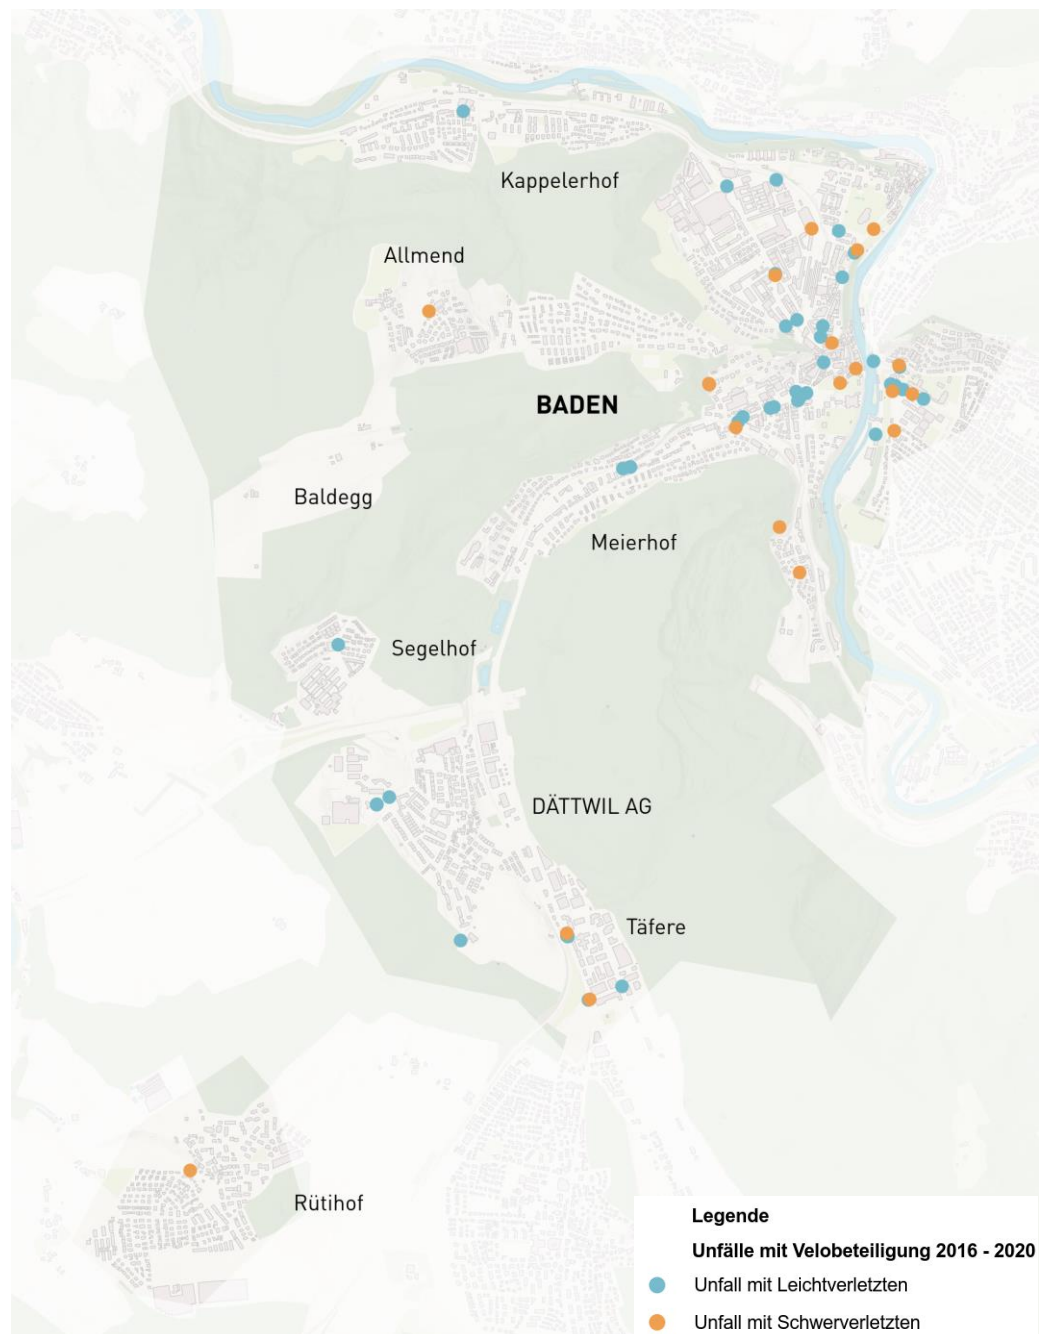 Kappelerhof
Allmend
BADEN
Baldegg
Meierhof
Segelhof
DÄTTWIL AG
Täfere
Rütihof
Legende
Unfälle mit Velobeteiligung 2016 - 2020
Unfall mit Leichtverletzten
Unfall mit Schwerverletzten